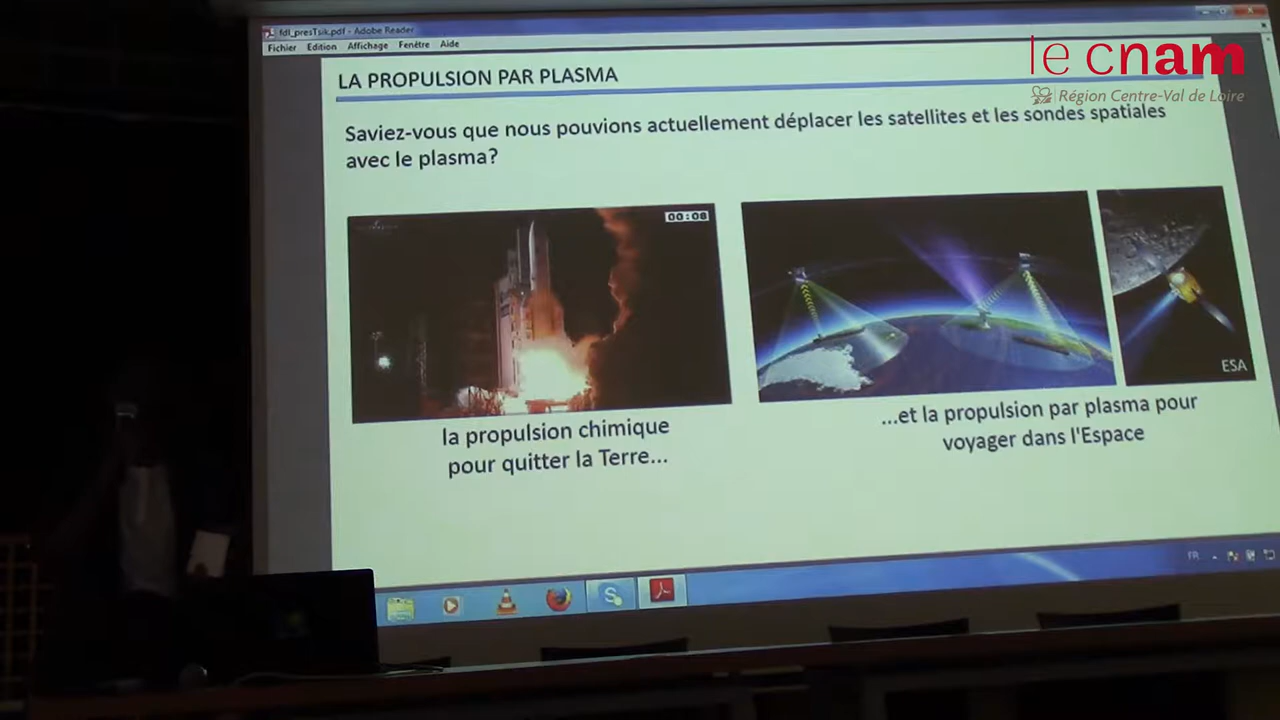 fdl_presTsik.pdf - Adobe Reader
Fichier Edition Affichage Fenêtre Aide
le cnam
Région Centre-Val de Loire
LA PROPULSION PAR PLASMA
Saviez-vous que nous pouvions actuellement déplacer les satellites et les sondes spatiales
avec le plasma?
00:08
ESA
la propulsion chimique
pour quitter la Terre...
...et la propulsion par plasma pour
voyager dans l'Espace
FR